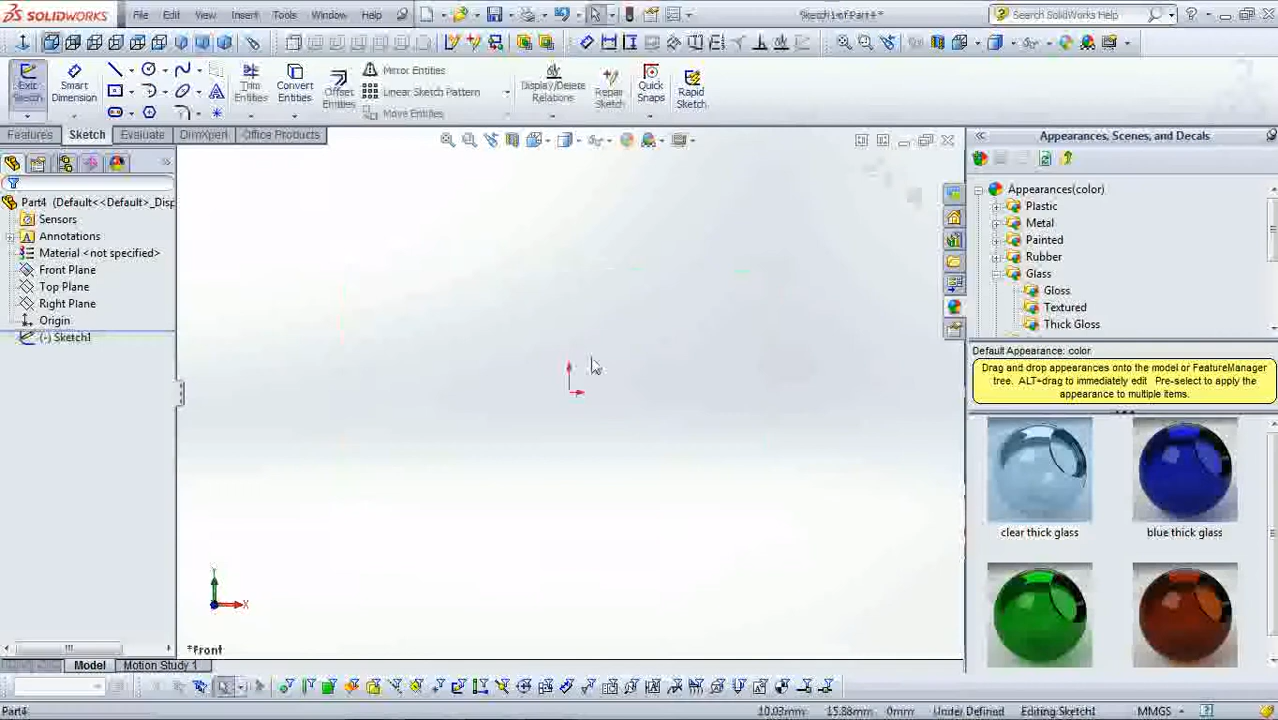 SOLIDWORKS File Edit View Insert Tools Window Help Sketch1 of Part4 * Search SolidWorks Help
Exit Sketch Smart Dimension Trim Entities Convert Entities Offset Entities Mirror Entities Linear Sketch Pattern Move Entities Display/Delete Relations Repair Sketch Quick Snaps Rapid Sketch
Features Sketch Evaluate DimXpert Office Products
Appearances, Scenes, and Decals
Part4 (Default<<Default>_Disp
Sensors
Annotations
Material <not specified>
Front Plane
Top Plane
Right Plane
Origin
(-) Sketch1
Appearances(color)
Plastic
Metal
Painted
Rubber
Glass
Gloss
Textured
Thick Gloss
Default Appearance: color
Drag and drop appearances onto the model or FeatureManager
tree. ALT+drag to immediately edit Pre-select to apply the
appearance to multiple items.
clear thick glass blue thick glass
Y
X
*Front
Model Motion Study 1
Part4 10.03mm 15.88mm 0mm Under Defined Editing Sketch1 MMGS